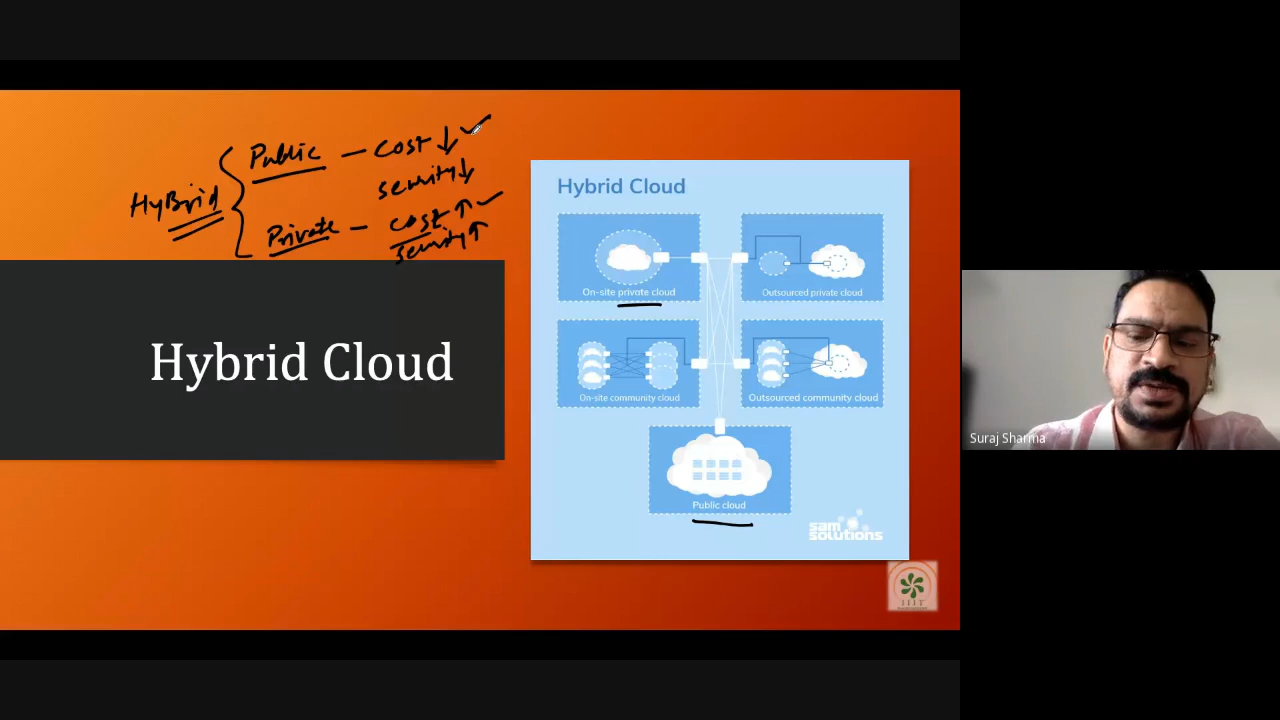 Public – Cost ↓ ✓
Security ↓
HyBrid
Private – Cost ↑ ✓
Security ↑
Hybrid Cloud
Hybrid Cloud
On-site private cloud
Outsourced private cloud
On-site community cloud
Outsourced community cloud
Public cloud
sam
solutions
IIIT
Suraj Sharma